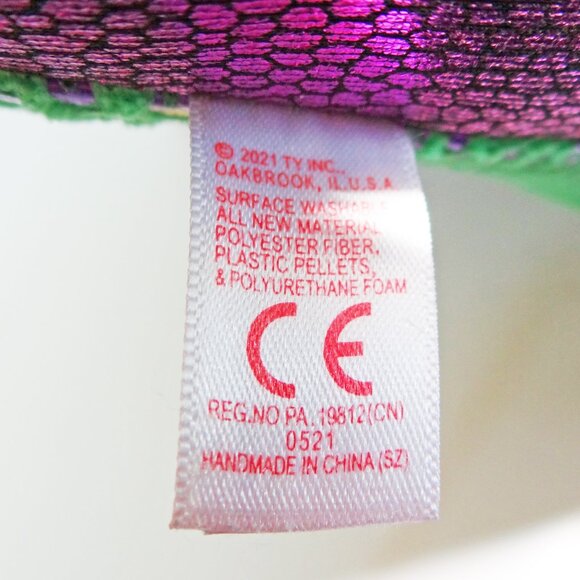 © 2021 TY INC.,
OAKBROOK, IL. U.S.A.
SURFACE WASHABLE
ALL NEW MATERIAL
POLYESTER FIBER,
PLASTIC PELLETS,
& POLYURETHANE FOAM
CE
REG.NO PA. 19812(CN)
0521
HANDMADE IN CHINA (SZ)